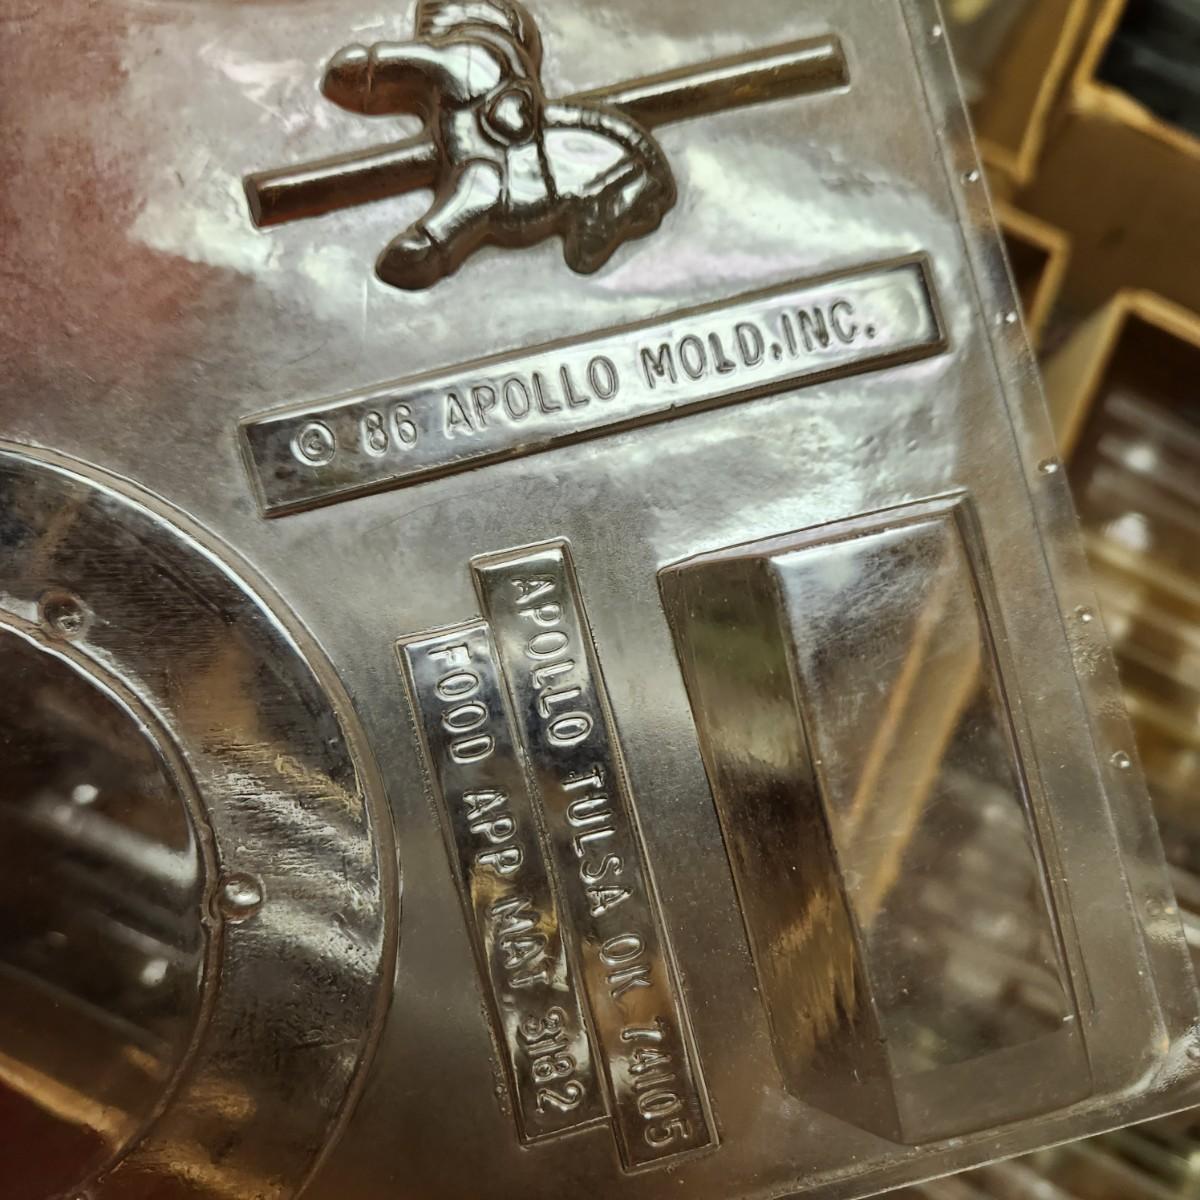 © 86 APOLLO MOLD, INC.
APOLLO TULSA OK 74105
FOOD APP MAT, 3182